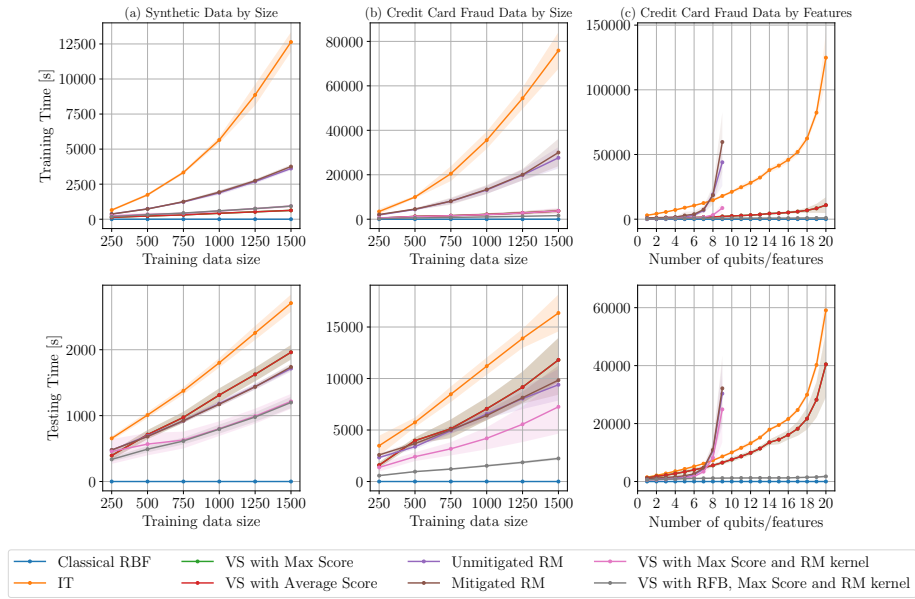 (a) Synthetic Data by Size
(b) Credit Card Fraud Data by Size
(c) Credit Card Fraud Data by Features
Training Time [s]
12500
10000
7500
5000
2500
0
250 500 750 1000 1250 1500
Training data size
80000
60000
40000
20000
0
250 500 750 1000 1250 1500
Training data size
150000
100000
50000
0
1 2 4 6 8 10 12 14 16 17 20
Number of qubits/features
Testing Time [s]
2000
1000
0
250 500 750 1000 1250 1500
Training data size
15000
10000
5000
0
250 500 750 1000 1250 1500
Training data size
60000
40000
20000
0
1 2 4 6 8 10 12 14 16 17 20
Number of qubits/features
Classical RBF
IT
VS with Max Score
VS with Average Score
Unmitigated RM
Mitigated RM
VS with Max Score and RM kernel
VS with RFB, Max Score and RM kernel